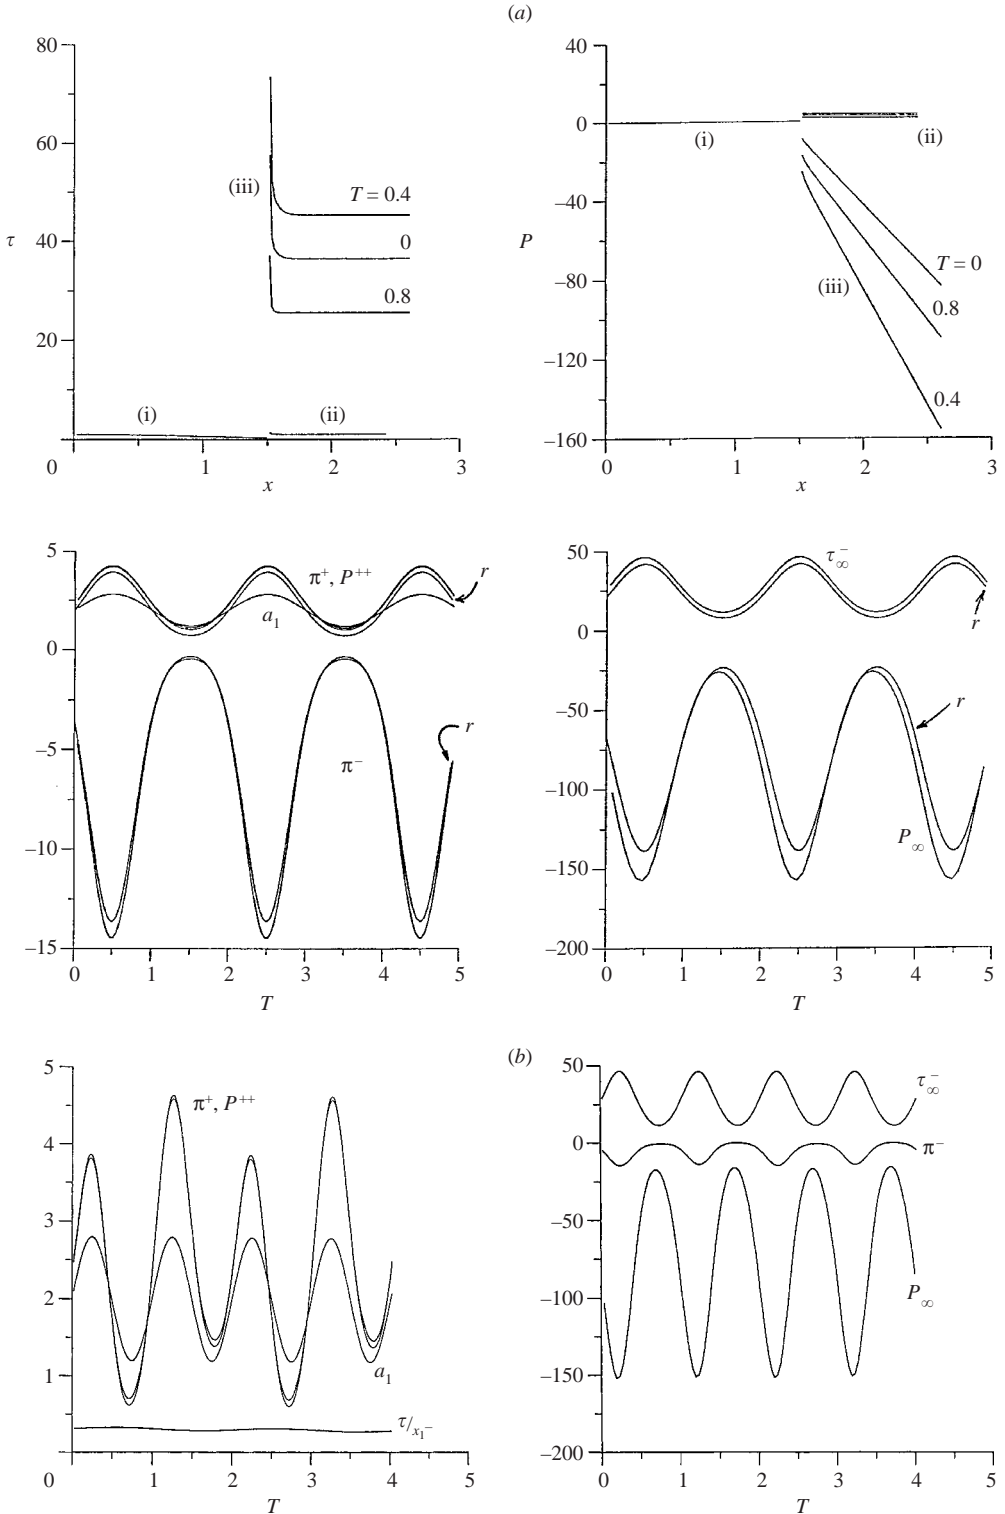 (a)
80
60
40
20
0
τ
(iii)
T = 0.4
0
0.8
(i)
(ii)
1
2
3
x
40
0
−40
−80
−120
−160
P
(i)
(ii)
(iii)
T = 0
0.8
0.4
0
1
2
3
x
5
0
−5
−10
−15
π⁺, P⁺⁺
a₁
r
π⁻
r
0
1
2
3
4
5
T
50
0
−50
−100
−150
−200
τ∞⁻
r
r
P∞
0
1
2
3
4
5
T
(b)
5
4
3
2
1
0
π⁺, P⁺⁺
a₁
τ/x₁⁻
1
2
3
4
5
T
50
0
−50
−100
−150
−200
τ∞⁻
π⁻
P∞
0
1
2
3
4
5
T